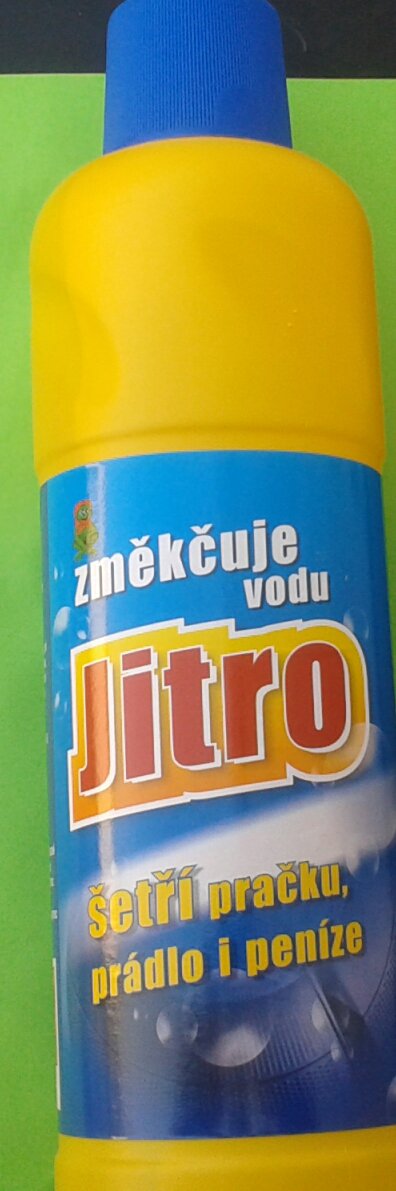 změkčuje
vodu
Jitro
šetří pračku,
prádlo i peníze